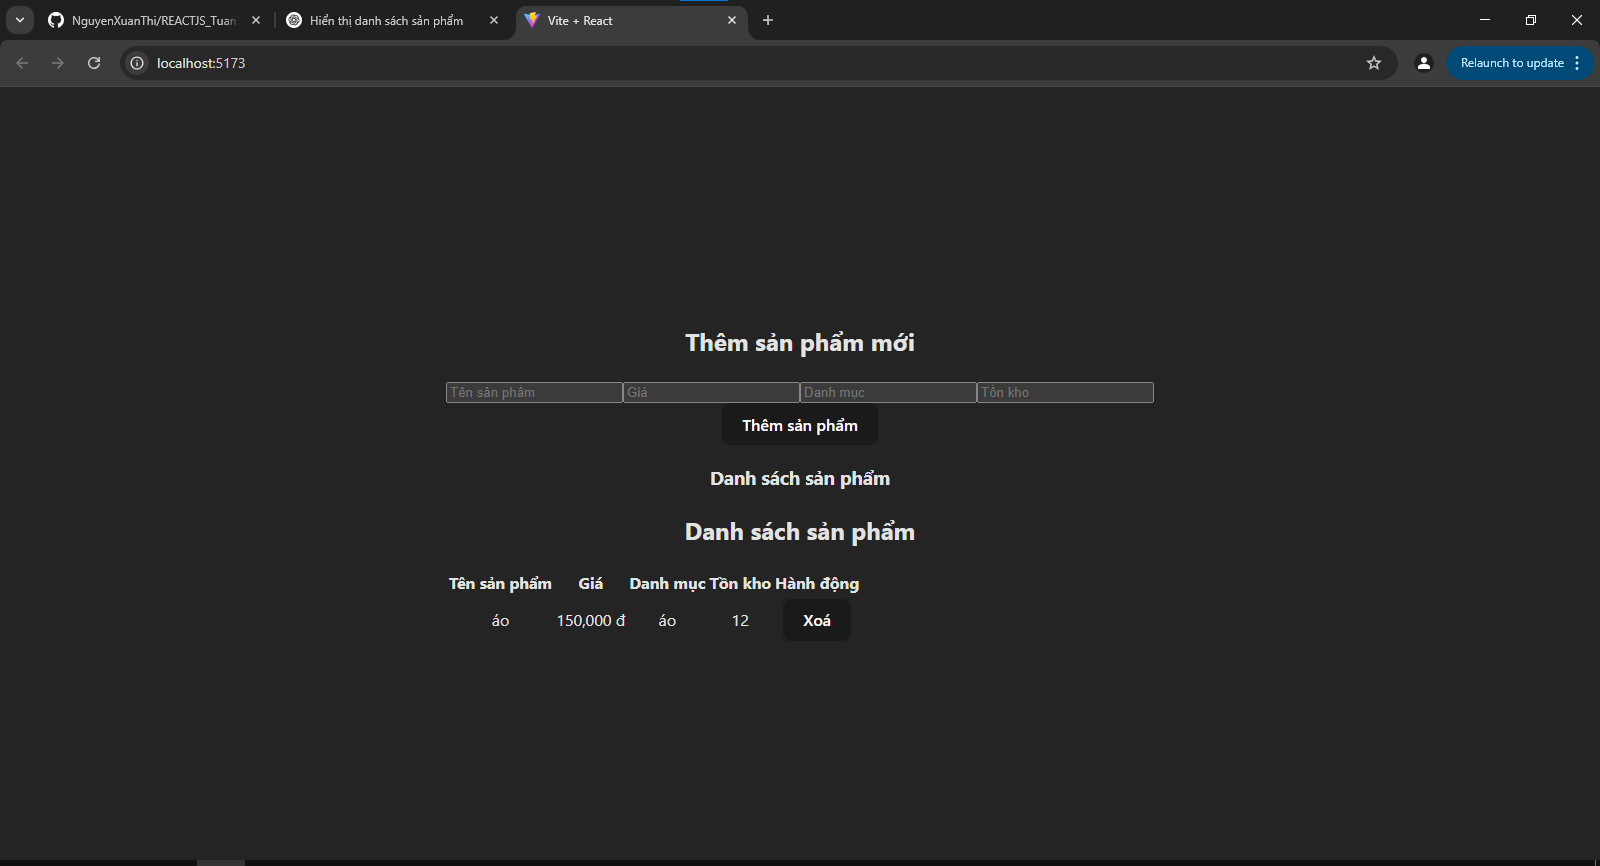 NguyenXuanThi/REACTJS_Tuan
Hiển thị danh sách sản phẩm
Vite + React
localhost:5173
Relaunch to update
Thêm sản phẩm mới
Tên sản phẩm Giá Danh mục Tồn kho
Thêm sản phẩm
Danh sách sản phẩm
Danh sách sản phẩm
Tên sản phẩm Giá Danh mục Tồn kho Hành động
áo 150,000 đ áo 12 Xoá